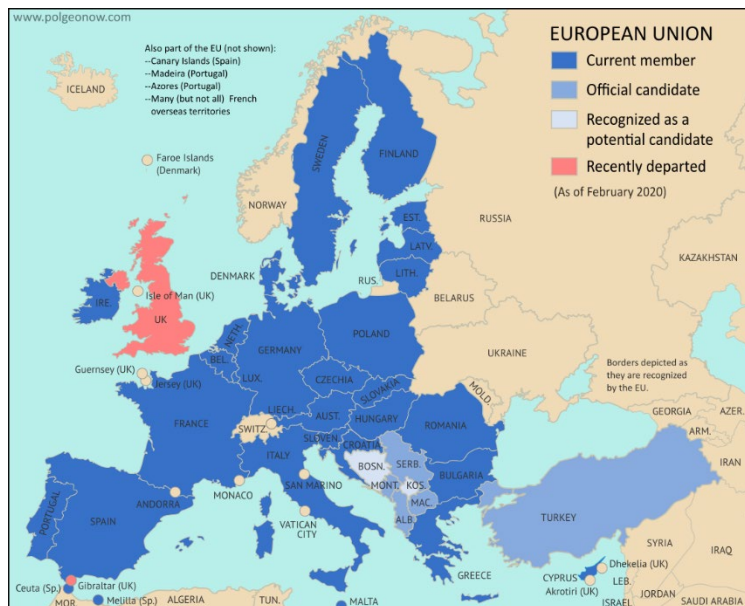 www.polgeonow.com
Also part of the EU (not shown):
--Canary Islands (Spain)
--Madeira (Portugal)
--Azores (Portugal)
--Many (but not all) French
overseas territories
EUROPEAN UNION
Current member
Official candidate
Recognized as a
potential candidate
Recently departed
(As of February 2020)
ICELAND
Faroe Islands
(Denmark)
SWEDEN
FINLAND
NORWAY
RUSSIA
EST.
LATV.
LITH.
RUS.
KAZAKHSTAN
DENMARK
IRE.
Isle of Man (UK)
UK
BELARUS
NETH.
POLAND
GERMANY
BEL.
UKRAINE
Guernsey (UK)
Jersey (UK)
LUX.
CZECHIA
SLOVAKIA
Borders depicted as
they are recognized
by the EU.
MOLD.
LIECH.
AUST.
HUNGARY
FRANCE
SWITZ.
SLOVEN.
CROATIA
ROMANIA
GEORGIA
AZER.
ARM.
ITALY
BOSN.
SERB.
IRAN
PORTUGAL
SPAIN
ANDORRA
MONACO
SAN MARINO
MONT.
KOS.
BULGARIA
MAC.
ALB.
VATICAN
CITY
TURKEY
SYRIA
IRAQ
GREECE
CYPRUS
Dhekelia (UK)
Akrotiri (UK)
LEB.
Ceuta (Sp.)
Gibraltar (UK)
Melilla (Sp.)
MOR.
ALGERIA
TUN.
MALTA
ISRAEL
JORDAN
SAUDI ARABIA